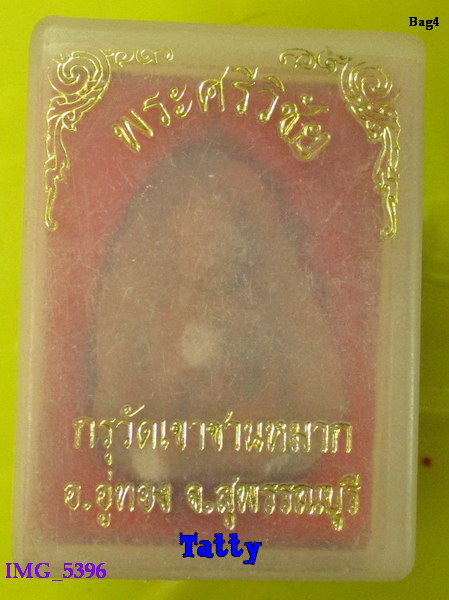 Bag4
พระศรีวิชัย
กรุวัดเขาชานหมาก
อ.อู่ทอง จ.สุพรรณบุรี
Tatty
IMG_5396